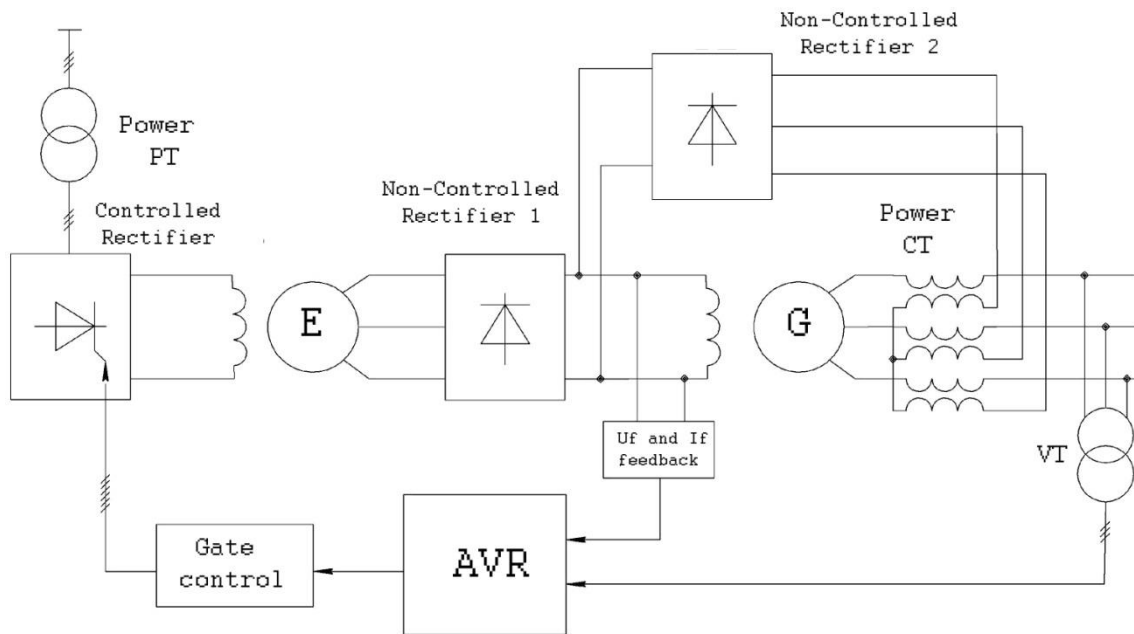 Non-Controlled
Rectifier 2
Power
PT
Non-Controlled
Rectifier 1
Controlled
Rectifier
Power
CT
E
G
Uf and If
feedback
VT
Gate
control
AVR